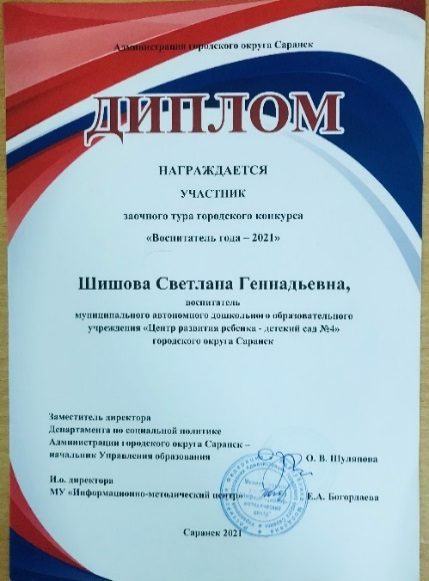 Администрация городского округа Саранск
ДИПЛОМ
НАГРАЖДАЕТСЯ
УЧАСТНИК
заочного тура городского конкурса
«Воспитатель года – 2021»
Шишова Светлана Геннадьевна,
воспитатель
муниципального автономного дошкольного образовательного
учреждения «Центр развития ребенка - детский сад №4»
городского округа Саранск
Заместитель директора
Департамента по социальной политике
Администрации городского округа Саранск –
начальник Управления образования О. В. Шуляпова
И.о. директора
МУ «Информационно-методический центр» Е.А. Богордаева
Саранск 2021